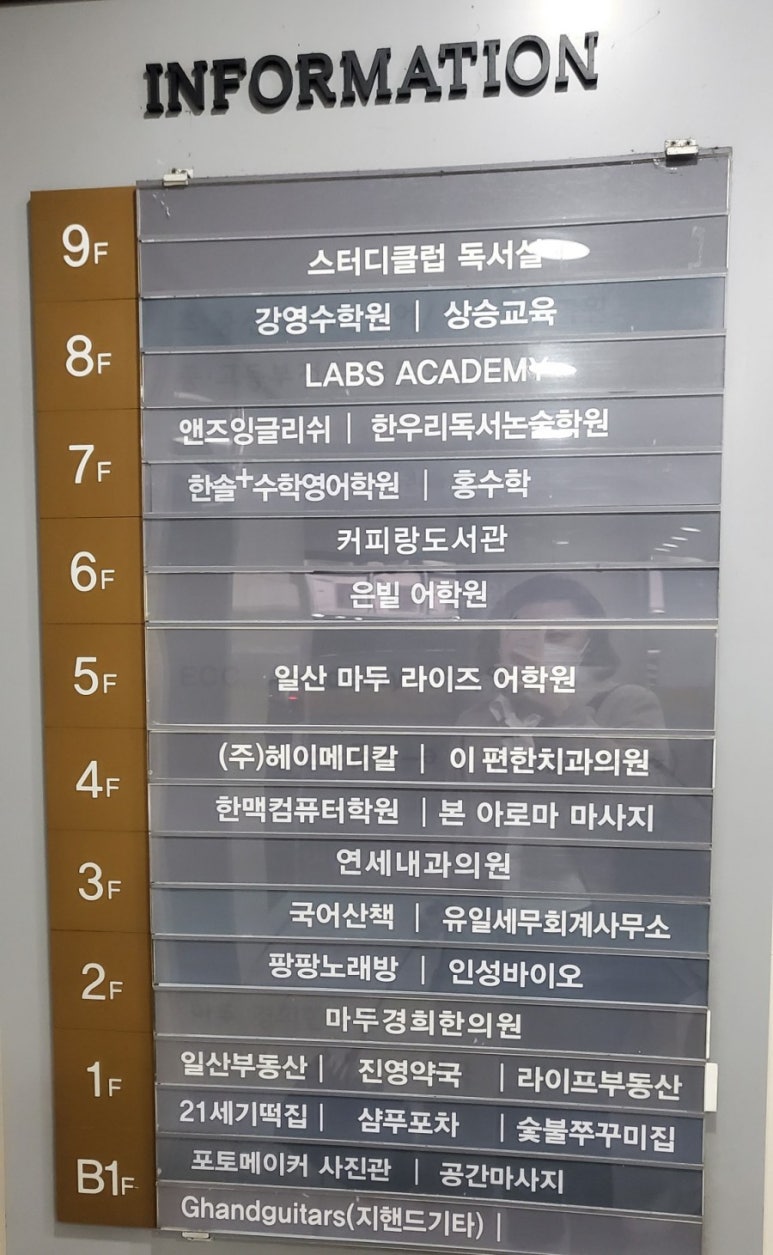 INFORMATION
9F
스터디클럽 독서실
강영수학원 | 상승교육
8F
LABS ACADEMY
앤즈잉글리쉬 | 한우리독서논술학원
7F
한솔+수학영어학원 | 홍수학
커피랑도서관
6F
은빌 어학원
5F
일산 마두 라이즈 어학원
(주)헤이메디칼 | 이 편한치과의원
4F
한맥컴퓨터학원 | 본 아로마 마사지
연세내과의원
3F
국어산책 | 유일세무회계사무소
팡팡노래방 | 인성바이오
2F
마두경희한의원
일산부동산 | 진영약국 | 라이프부동산
1F
21세기떡집 | 샴푸포차 | 숯불쭈꾸미집
포토메이커 사진관 | 공간마사지
B1F
Ghandguitars(지핸드기타) |